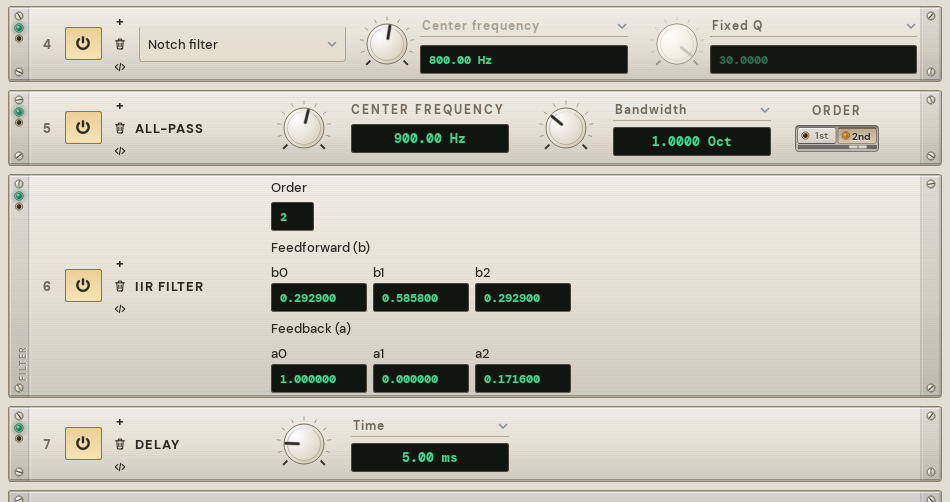 4 Notch filter Center frequency Fixed Q
800.00 Hz 30.0000
</>
5 ALL-PASS CENTER FREQUENCY Bandwidth ORDER
900.00 Hz 1.0000 Oct 1st 2nd
</>
Order
2
Feedforward (b)
b0 b1 b2
6 IIR FILTER 0.292900 0.585800 0.292900
</>
Feedback (a)
a0 a1 a2
FILTER 1.000000 0.000000 0.171600
7 DELAY Time
5.00 ms
</>